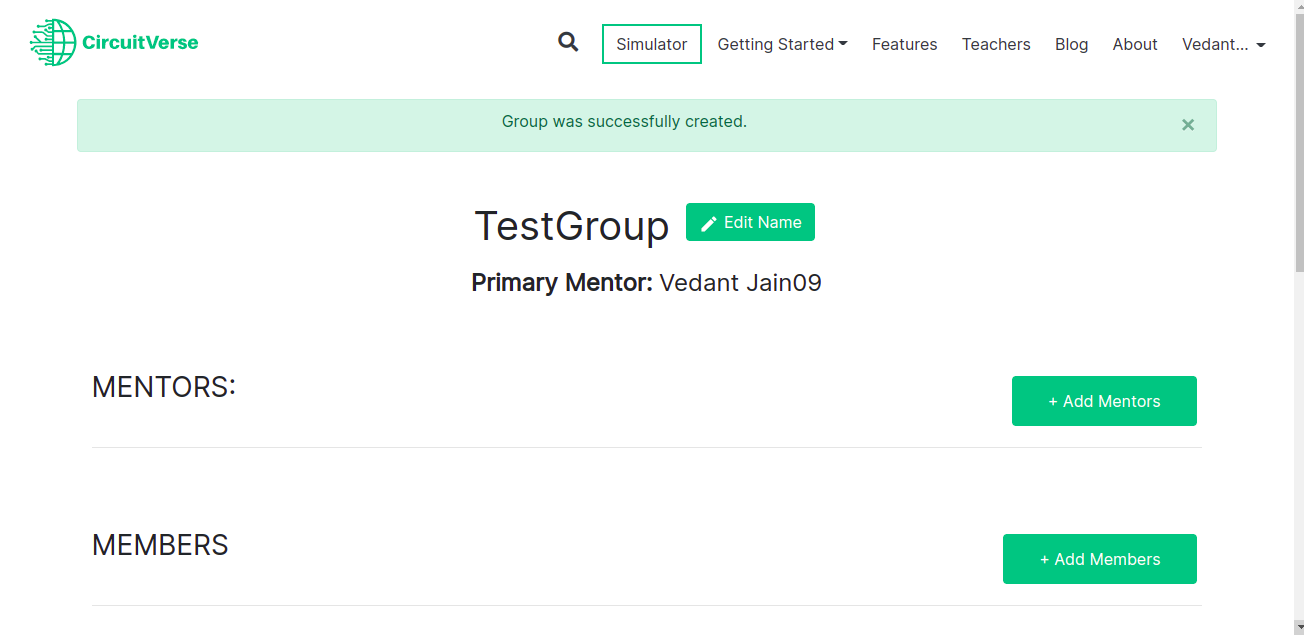 CircuitVerse
Simulator
Getting Started
Features
Teachers
Blog
About
Vedant...
Group was successfully created.
×
TestGroup
Edit Name
Primary Mentor: Vedant Jain09
MENTORS:
+ Add Mentors
MEMBERS
+ Add Members